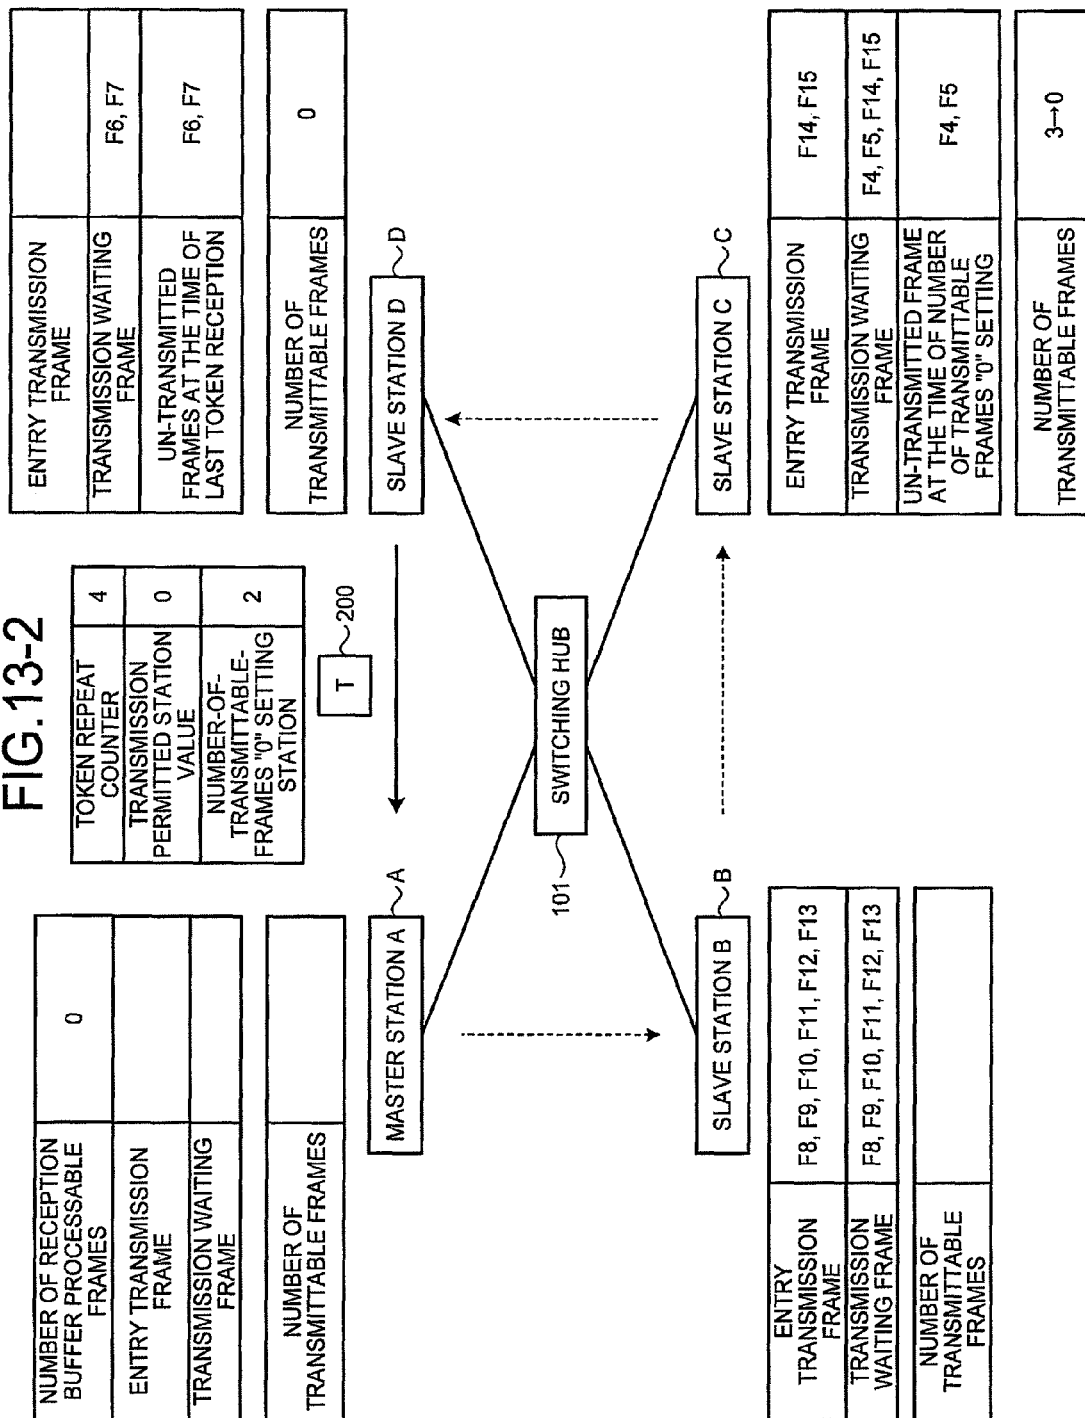 FIG.13-2
NUMBER OF RECEPTION
BUFFER PROCESSABLE
FRAMES
0
ENTRY TRANSMISSION
FRAME
TRANSMISSION WAITING
FRAME
NUMBER OF
TRANSMITTABLE FRAMES
MASTER STATION A
A
TOKEN REPEAT
COUNTER
4
TRANSMISSION
PERMITTED STATION
VALUE
0
NUMBER-OF-
TRANSMITTABLE-
FRAMES "0" SETTING
STATION
2
T
200
ENTRY TRANSMISSION
FRAME
TRANSMISSION WAITING
FRAME
F6, F7
UN-TRANSMITTED
FRAMES AT THE TIME OF
LAST TOKEN RECEPTION
F6, F7
NUMBER OF
TRANSMITTABLE FRAMES
0
SLAVE STATION D
D
SWITCHING HUB
101
SLAVE STATION B
B
ENTRY
TRANSMISSION
FRAME
F8, F9, F10, F11, F12, F13
TRANSMISSION
WAITING FRAME
F8, F9, F10, F11, F12, F13
NUMBER OF
TRANSMITTABLE
FRAMES
SLAVE STATION C
C
ENTRY TRANSMISSION
FRAME
F14, F15
TRANSMISSION WAITING
FRAME
F4, F5, F14, F15
UN-TRANSMITTED FRAME
AT THE TIME OF NUMBER
OF TRANSMITTABLE
FRAMES "0" SETTING
F4, F5
NUMBER OF
TRANSMITTABLE FRAMES
3→0